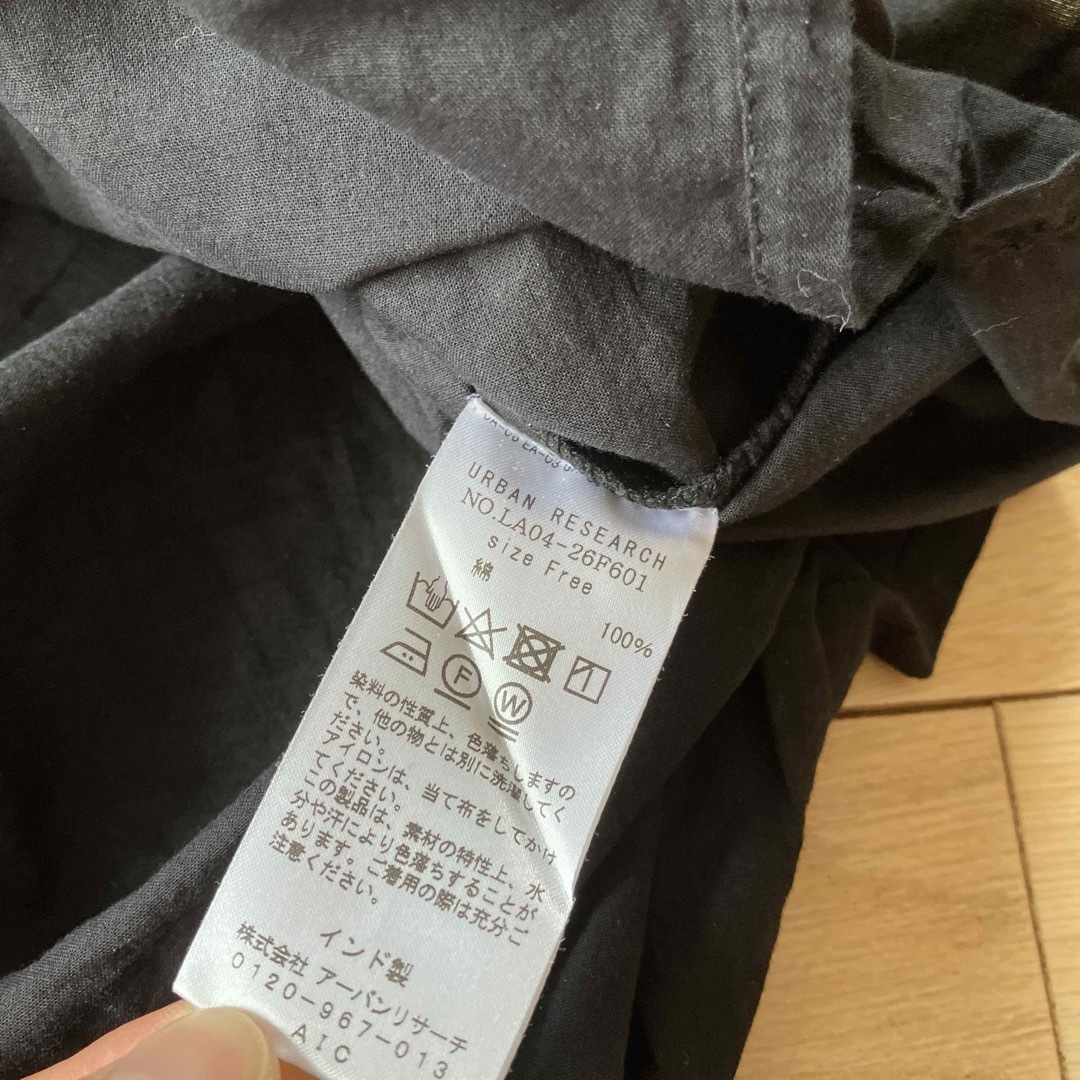 URBAN RESEARCH
NO.LA04-26F601
size Free
綿 100%
F W
染料の性質上、色落ちしますの
で、他の物とは別に洗濯してく
ださい。
アイロンは、当て布をしてかけ
てください。
この製品は、素材の特性上、水
分や汗により色落ちすることが
あります。ご着用の際は充分ご
注意ください。
インド製
株式会社 アーバンリサーチ
0120-967-013
AIC